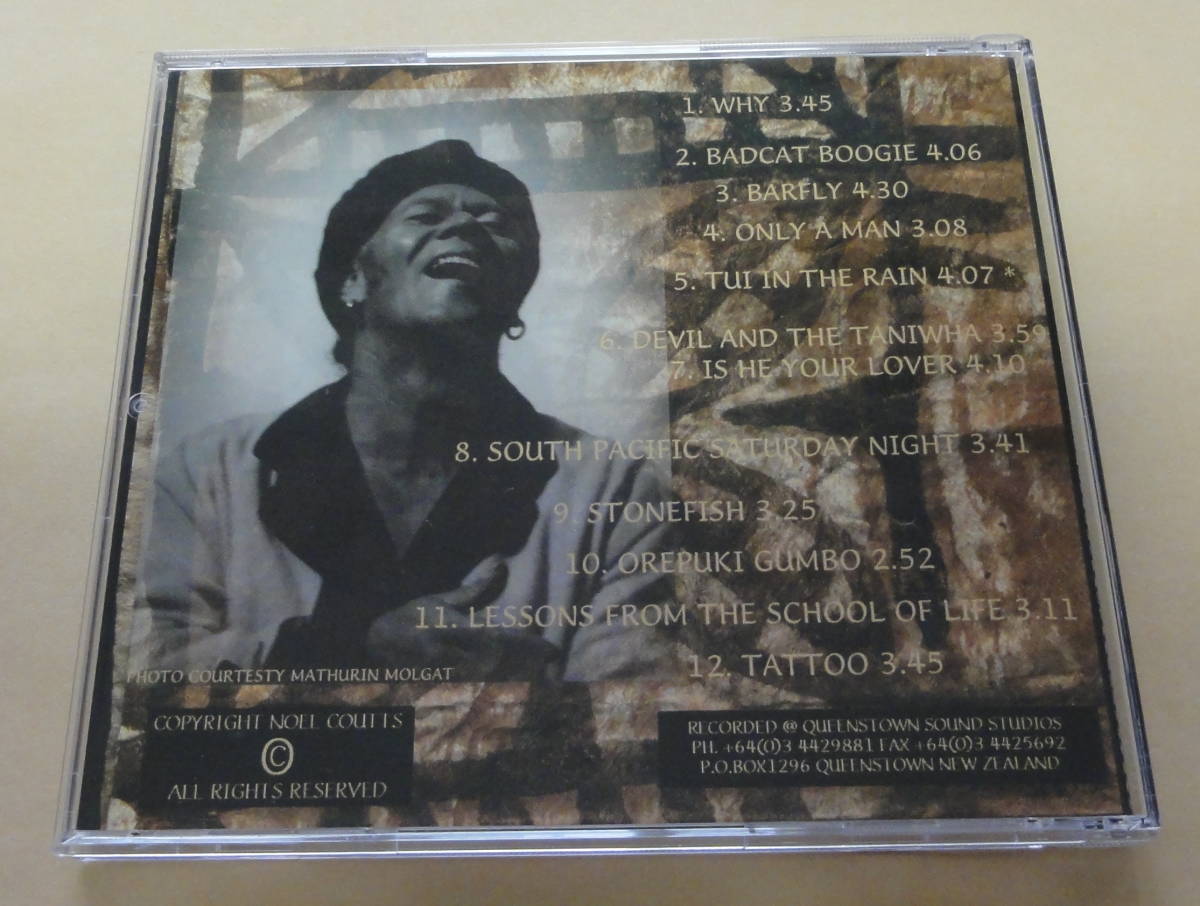 1. WHY 3.45
2. BADCAT BOOGIE 4.06
3. BARFLY 4.30
4. ONLY A MAN 3.08
5. TUI IN THE RAIN 4.07 *
6. DEVIL AND THE TANIWHA 3.59
7. IS HE YOUR LOVER 4.10
8. SOUTH PACIFIC SATURDAY NIGHT 3.41
9. STONEFISH 3.25
10. OREPUKI GUMBO 2.52
11. LESSONS FROM THE SCHOOL OF LIFE 3.11
12. TATTOO 3.45
PHOTO COURTESTY MATHURIN MOLGAT
COPYRIGHT NOEL COUTTS
©
ALL RIGHTS RESERVED
RECORDED @ QUEENSTOWN SOUND STUDIOS
PH. +64(0)3 4429881 FAX +64(0)3 4425692
P.O.BOX1296 QUEENSTOWN NEW ZEALAND